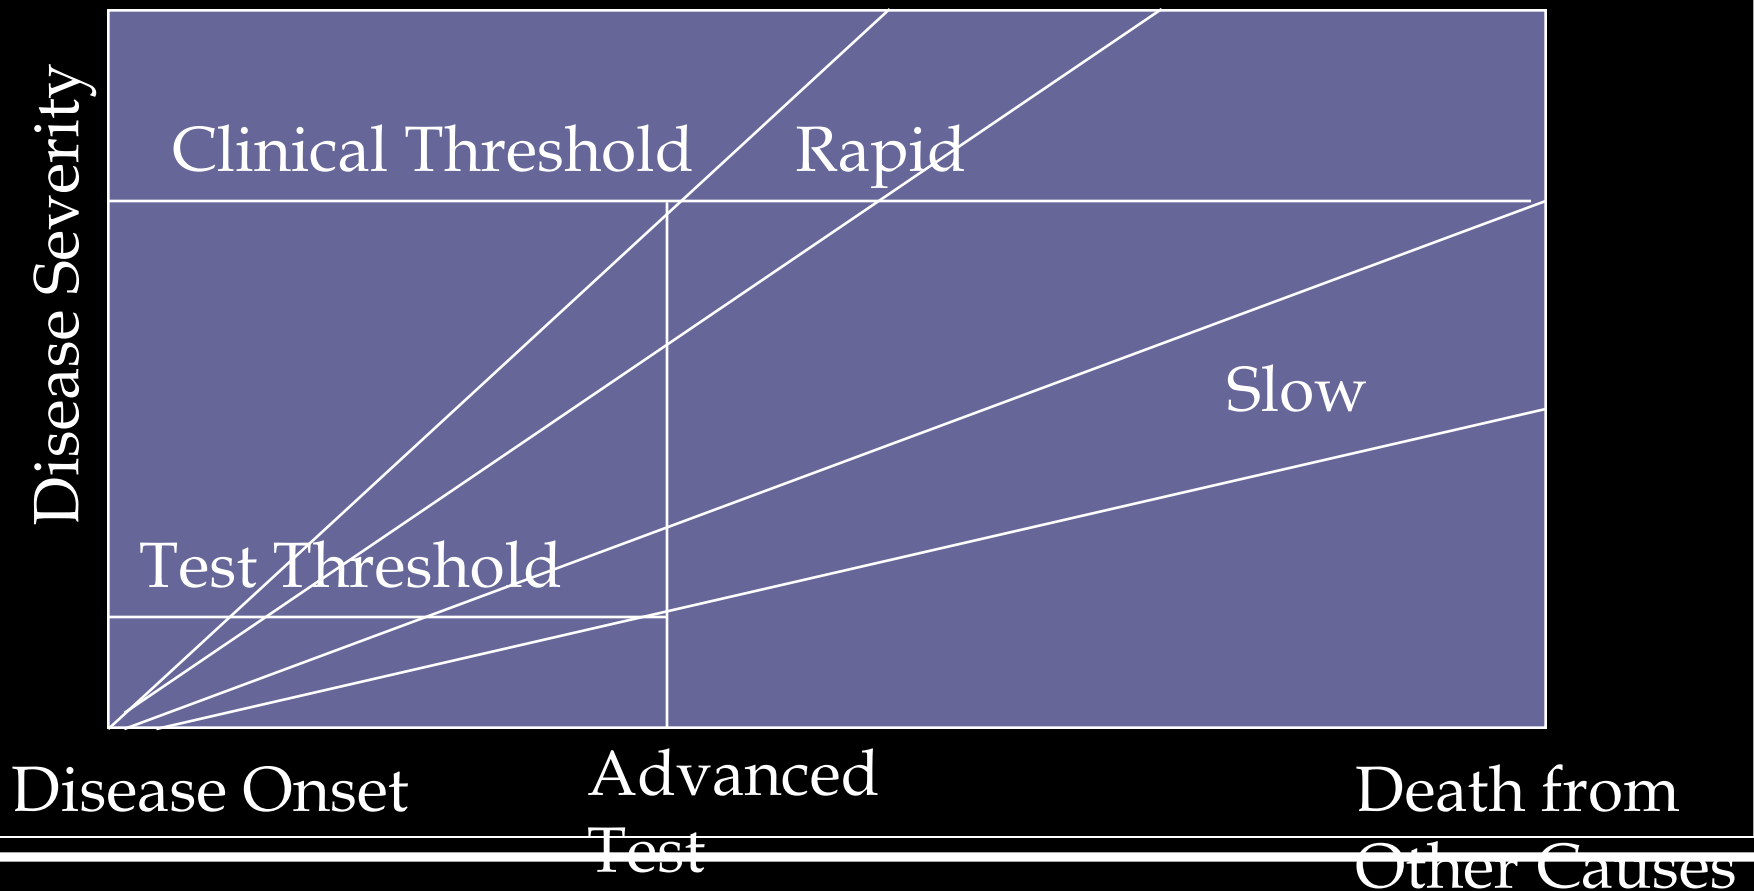 Disease Severity
Clinical Threshold
Rapid
Slow
Test Threshold
Disease Onset
Advanced
Test
Death from
Other Causes